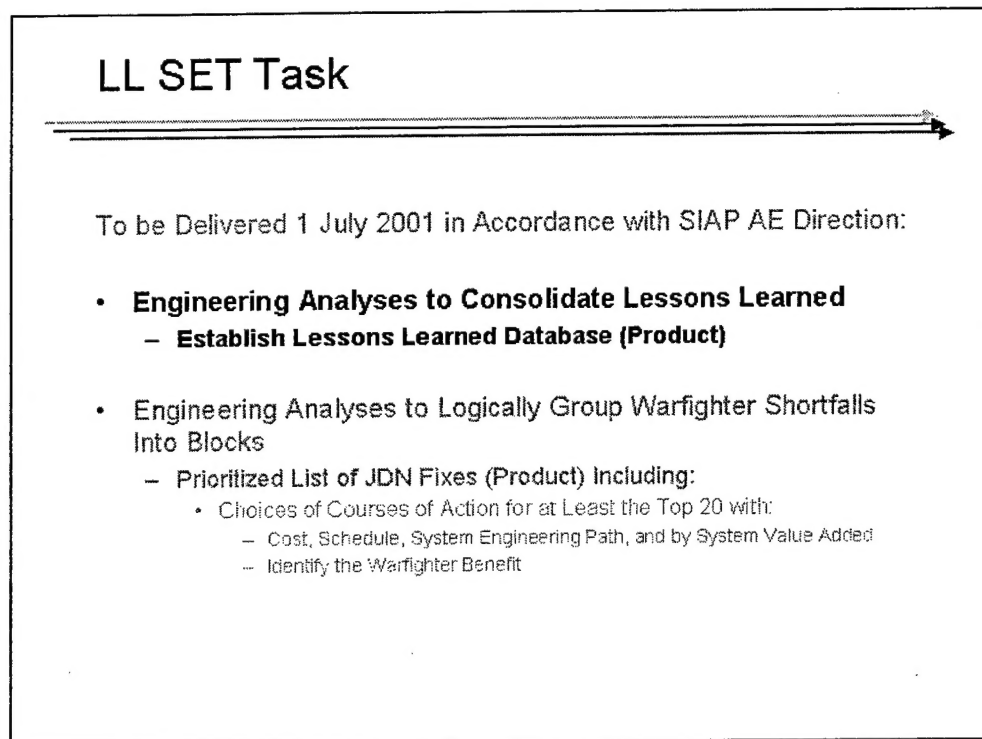 LL SET Task
To be Delivered 1 July 2001 in Accordance with SIAP AE Direction:
• Engineering Analyses to Consolidate Lessons Learned
– Establish Lessons Learned Database (Product)
• Engineering Analyses to Logically Group Warfighter Shortfalls
Into Blocks
– Prioritized List of JDN Fixes (Product) Including:
• Choices of Courses of Action for at Least the Top 20 with:
– Cost, Schedule, System Engineering Path, and by System Value Added
– Identify the Warfighter Benefit